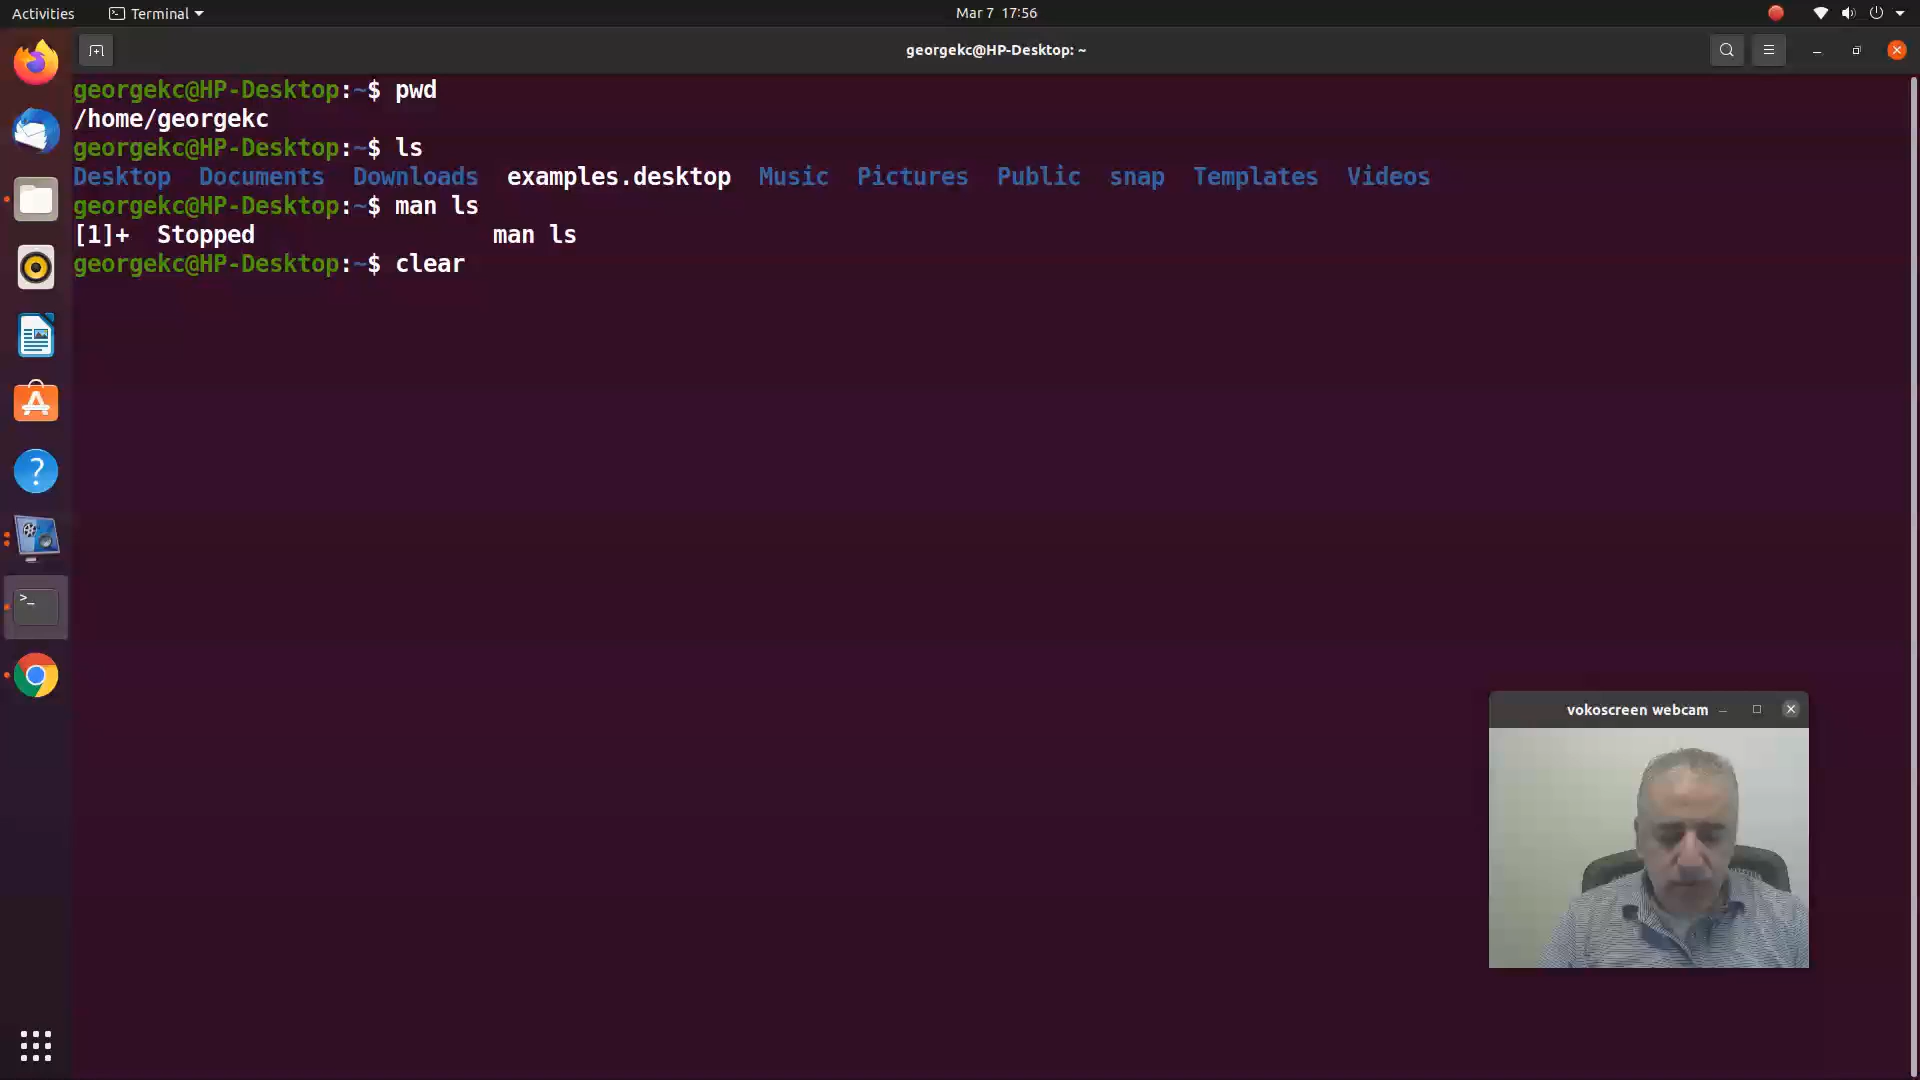 Activities Terminal Mar 7 17:56
georgekc@HP-Desktop: ~
georgekc@HP-Desktop:~$ pwd
/home/georgekc
georgekc@HP-Desktop:~$ ls
Desktop Documents Downloads examples.desktop Music Pictures Public snap Templates Videos
georgekc@HP-Desktop:~$ man ls
[1]+ Stopped man ls
georgekc@HP-Desktop:~$ clear
vokoscreen webcam